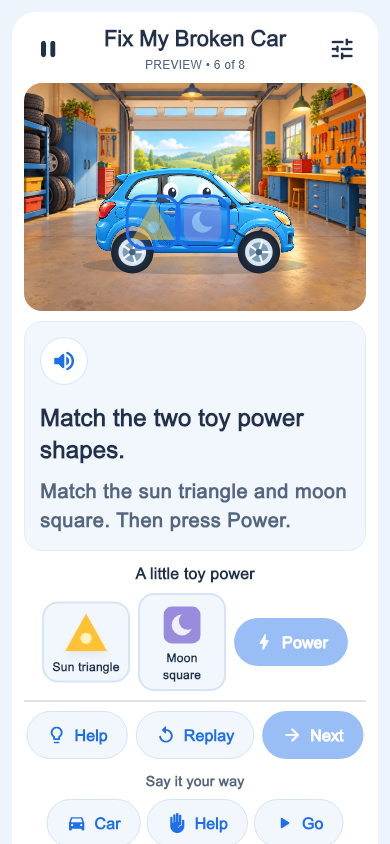 Fix My Broken Car
PREVIEW • 6 of 8
Match the two toy power
shapes.
Match the sun triangle and moon
square. Then press Power.
A little toy power
Sun triangle
Moon
square
Power
Help
Replay
Next
Say it your way
Car
Help
Go